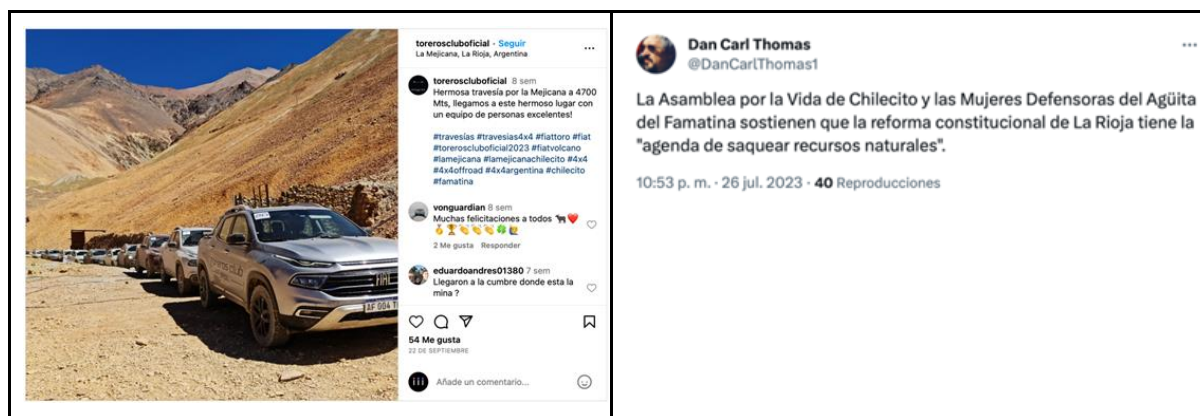 toreroscluboficial • Seguir
La Mejicana, La Rioja, Argentina
toreroscluboficial 8 sem
Hermosa travesía por la Mejicana a 4700
Mts, llegamos a este hermoso lugar con
un equipo de personas excelentes!
#travesías #travesias4x4 #fiattoro #fiat
#torerosclub​oficial2023 #fiatvolcano
#lamejicana #lamejicanachilecito #4x4
#4x4offroad #4x4argentina #chilecito
#famatina
vonguardian 8 sem
Muchas felicitaciones a todos
2 Me gusta Responder
eduardoandres01380 7 sem
Llegaron a la cumbre donde esta la
mina ?
54 Me gusta
22 DE SEPTIEMBRE
Añade un comentario...
Dan Carl Thomas
@DanCarlThomas1
La Asamblea por la Vida de Chilecito y las Mujeres Defensoras del Agüita
del Famatina sostienen que la reforma constitucional de La Rioja tiene la
"agenda de saquear recursos naturales".
10:53 p. m. · 26 jul. 2023 · 40 Reproducciones